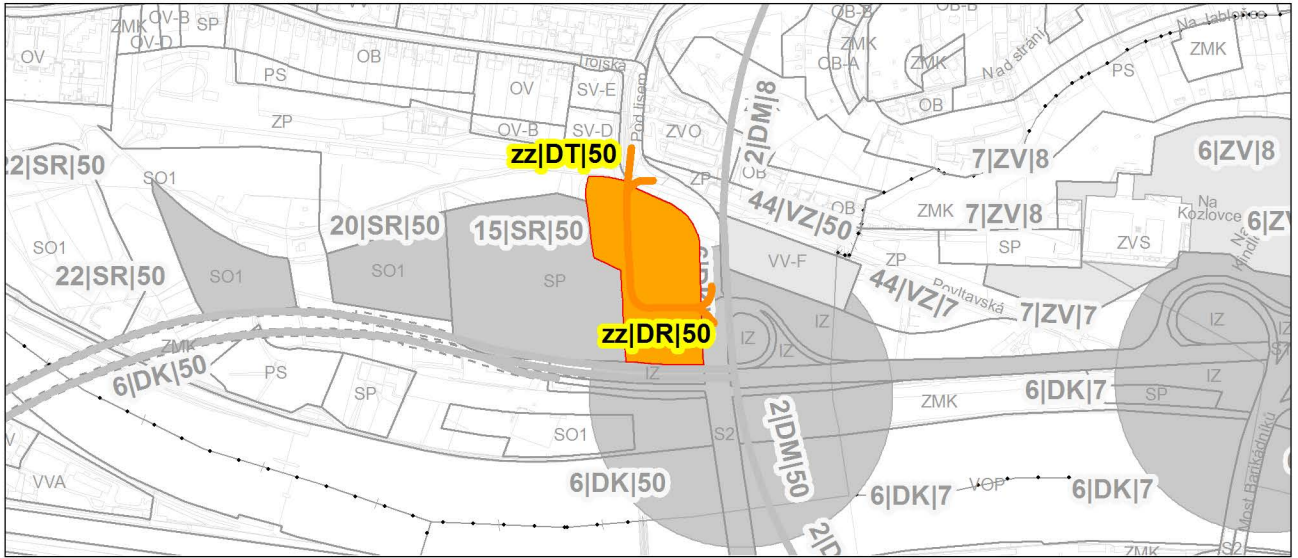 OV
ZMK
OV-B
OV-D
SP
OB
PS
ZP
Trojská
OV
OV-B
SV-E
SV-D
Pod lisem
ZVO
ZP
2|DM|8
OB
OB-B
ZMK
OB-A
ZMK
OB
OB-B
Nad strání
Na Jabloňce
PS
ZMK
zz|DT|50
22|SR|50
SO1
20|SR|50
15|SR|50
SO1
22|SR|50
SO1
SO1
SP
44|VZ|50
OB
7|ZV|8
6|ZV|8
ZMK
7|ZV|8
SP
ZVS
Na Kozlovce
VV-F
ZP
Povltavská
44|VZ|7
7|ZV|7
zz|DR|50
IZ
IZ
IZ
IZ
IZ
ZMK
6|DK|50
PS
SP
SO1
S2
ZMK
6|DK|7
SP
VVA
6|DK|50
2|DM|50
6|DK|7
VOP
6|DK|7
Most Barikádníků
S2
ZMK